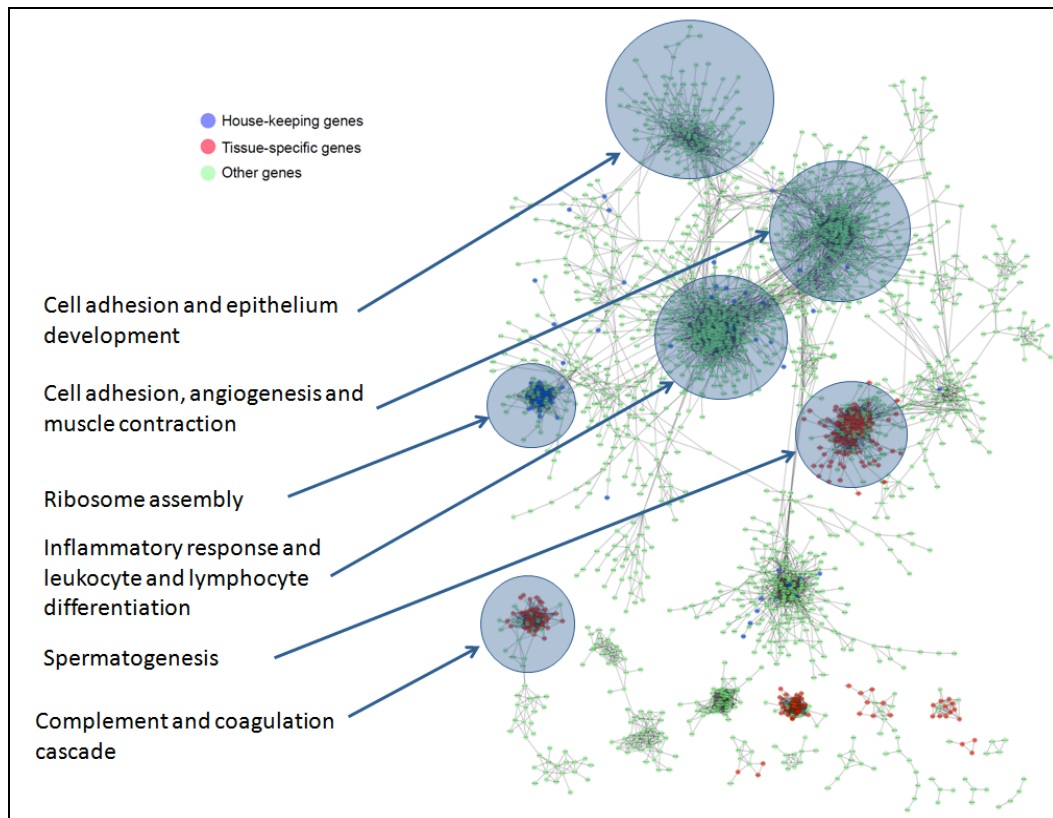 House-keeping genes
Tissue-specific genes
Other genes
Cell adhesion and epithelium
development
Cell adhesion, angiogenesis and
muscle contraction
Ribosome assembly
Inflammatory response and
leukocyte and lymphocyte
differentiation
Spermatogenesis
Complement and coagulation
cascade